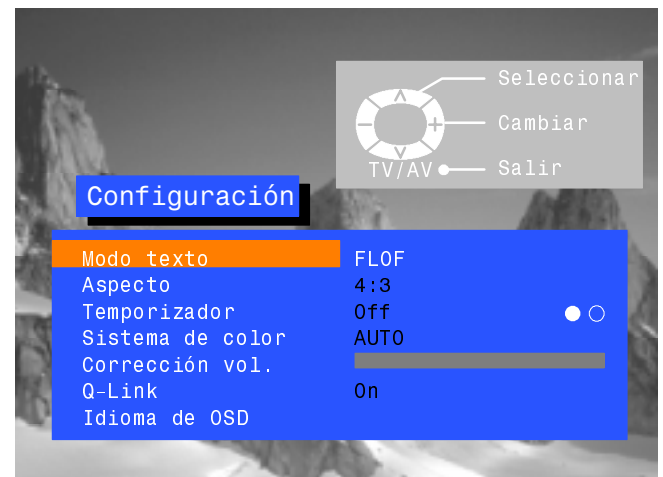 Seleccionar
Cambiar
TV/AV Salir
Configuración
Modo texto FLOF
Aspecto 4:3
Temporizador Off
Sistema de color AUTO
Corrección vol.
Q-Link On
Idioma de OSD